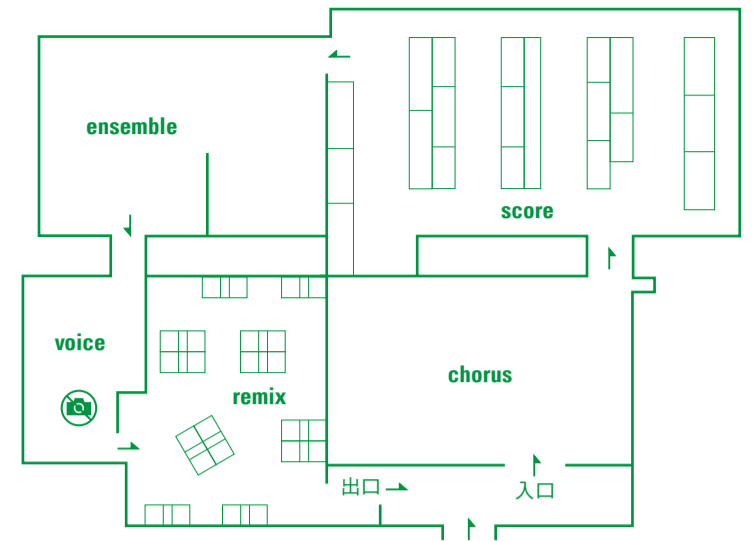 ensemble
score
voice
chorus
remix
出口
入口